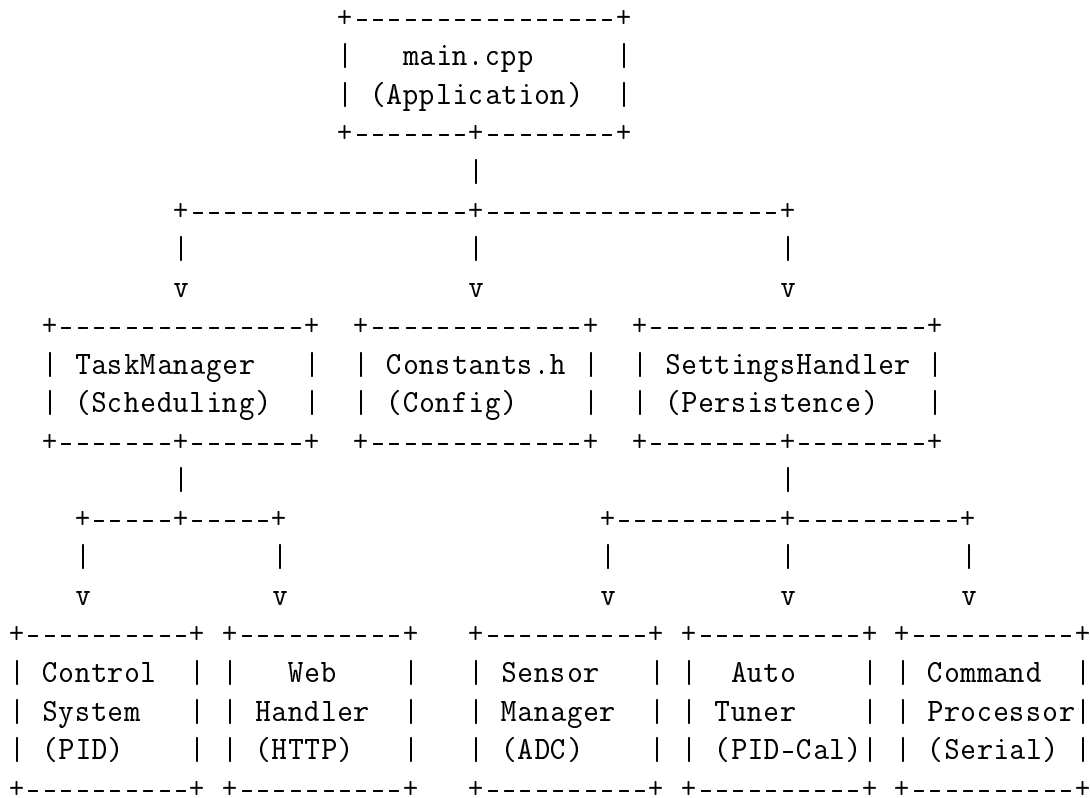 main.cpp
(Application)
v v v
TaskManager Constants.h SettingsHandler
(Scheduling) (Config) (Persistence)
v v v v v
Control Web Sensor Auto Command
System Handler Manager Tuner Processor
(PID) (HTTP) (ADC) (PID-Cal) (Serial)